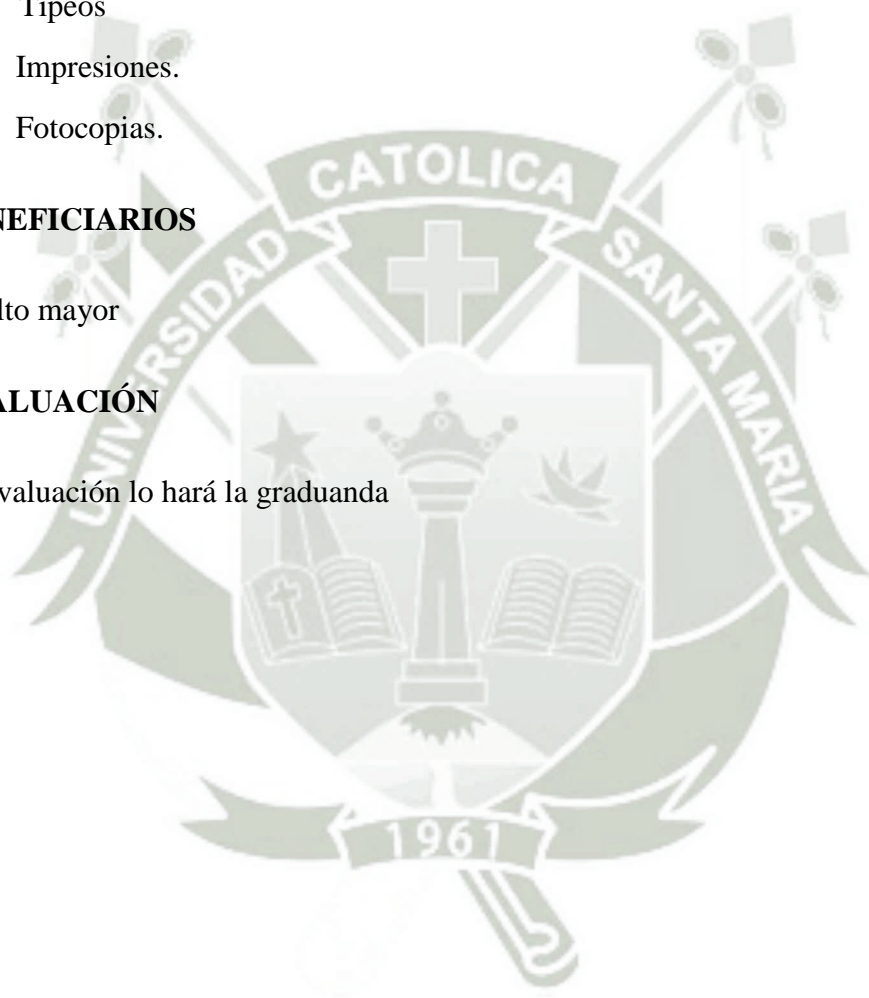 Tipeos
Impresiones.
Fotocopias.
NEFICIARIOS
lto mayor
ALUACIÓN
valuación lo hará la graduanda
UNIVERSIDAD CATOLICA SANTA MARIA
1961